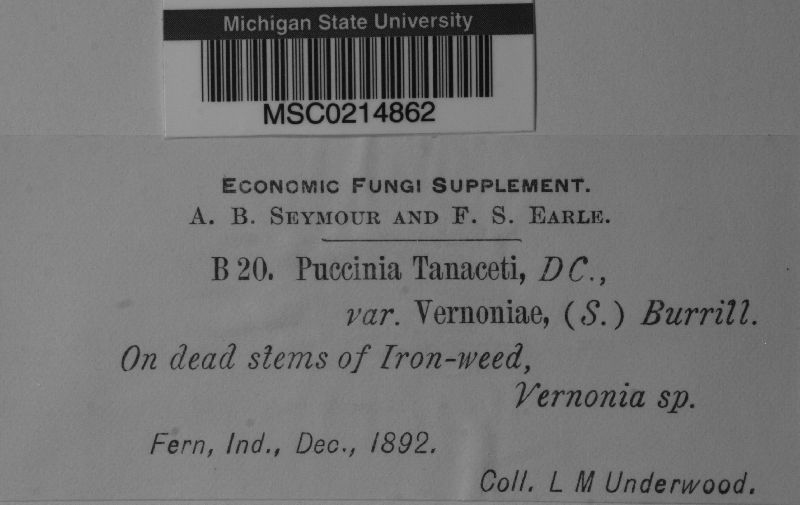 Michigan State University
MSC0214862
ECONOMIC FUNGI SUPPLEMENT.
A. B. SEYMOUR AND F. S. EARLE.
B 20. Puccinia Tanaceti, DC.,
var. Vernoniae, (S.) Burrill.
On dead stems of Iron-weed,
Vernonia sp.
Fern, Ind., Dec., 1892.
Coll. L M Underwood.